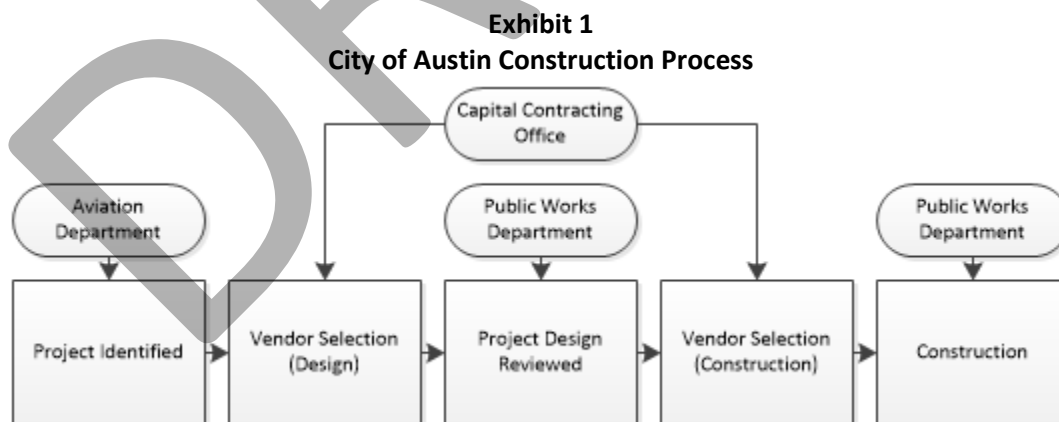 Exhibit 1
City of Austin Construction Process
Capital Contracting
Office
Aviation
Department
Public Works
Department
Public Works
Department
Project Identified
Vendor Selection
(Design)
Project Design
Reviewed
Vendor Selection
(Construction)
Construction